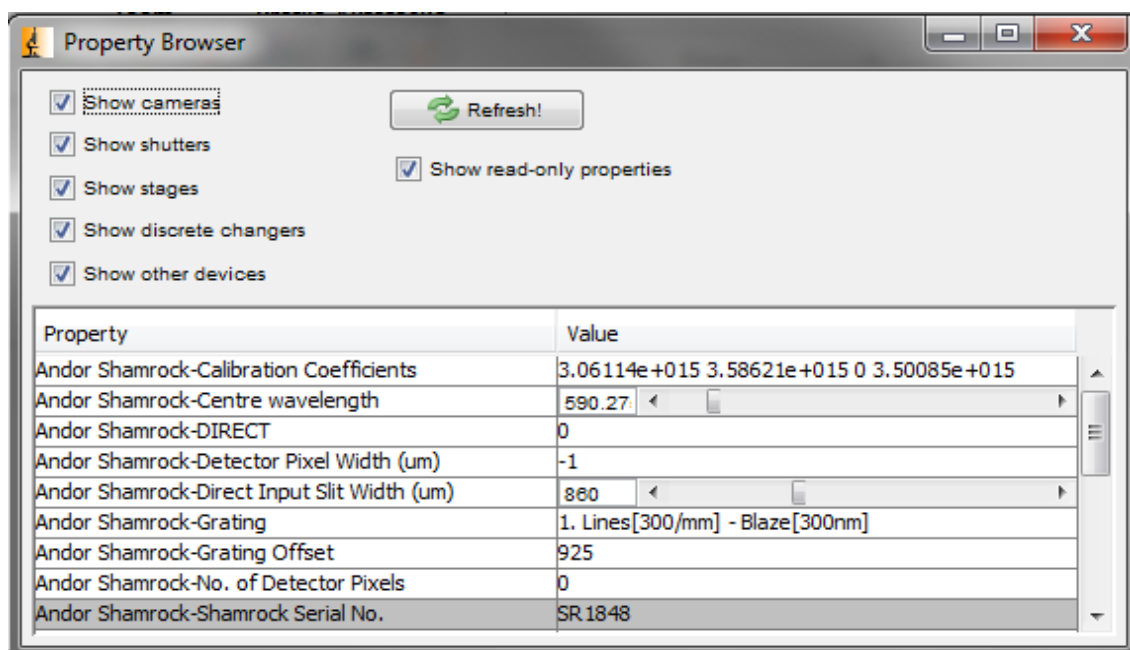 Property Browser
Show cameras
Refresh!
Show shutters
Show read-only properties
Show stages
Show discrete changers
Show other devices
Property Value
Andor Shamrock-Calibration Coefficients 3.06114e+015 3.58621e+015 0 3.50085e+015
Andor Shamrock-Centre wavelength 590.27
Andor Shamrock-DIRECT 0
Andor Shamrock-Detector Pixel Width (um) -1
Andor Shamrock-Direct Input Slit Width (um) 860
Andor Shamrock-Grating 1. Lines[300/mm] - Blaze[300nm]
Andor Shamrock-Grating Offset 925
Andor Shamrock-No. of Detector Pixels 0
Andor Shamrock-Shamrock Serial No. SR1848